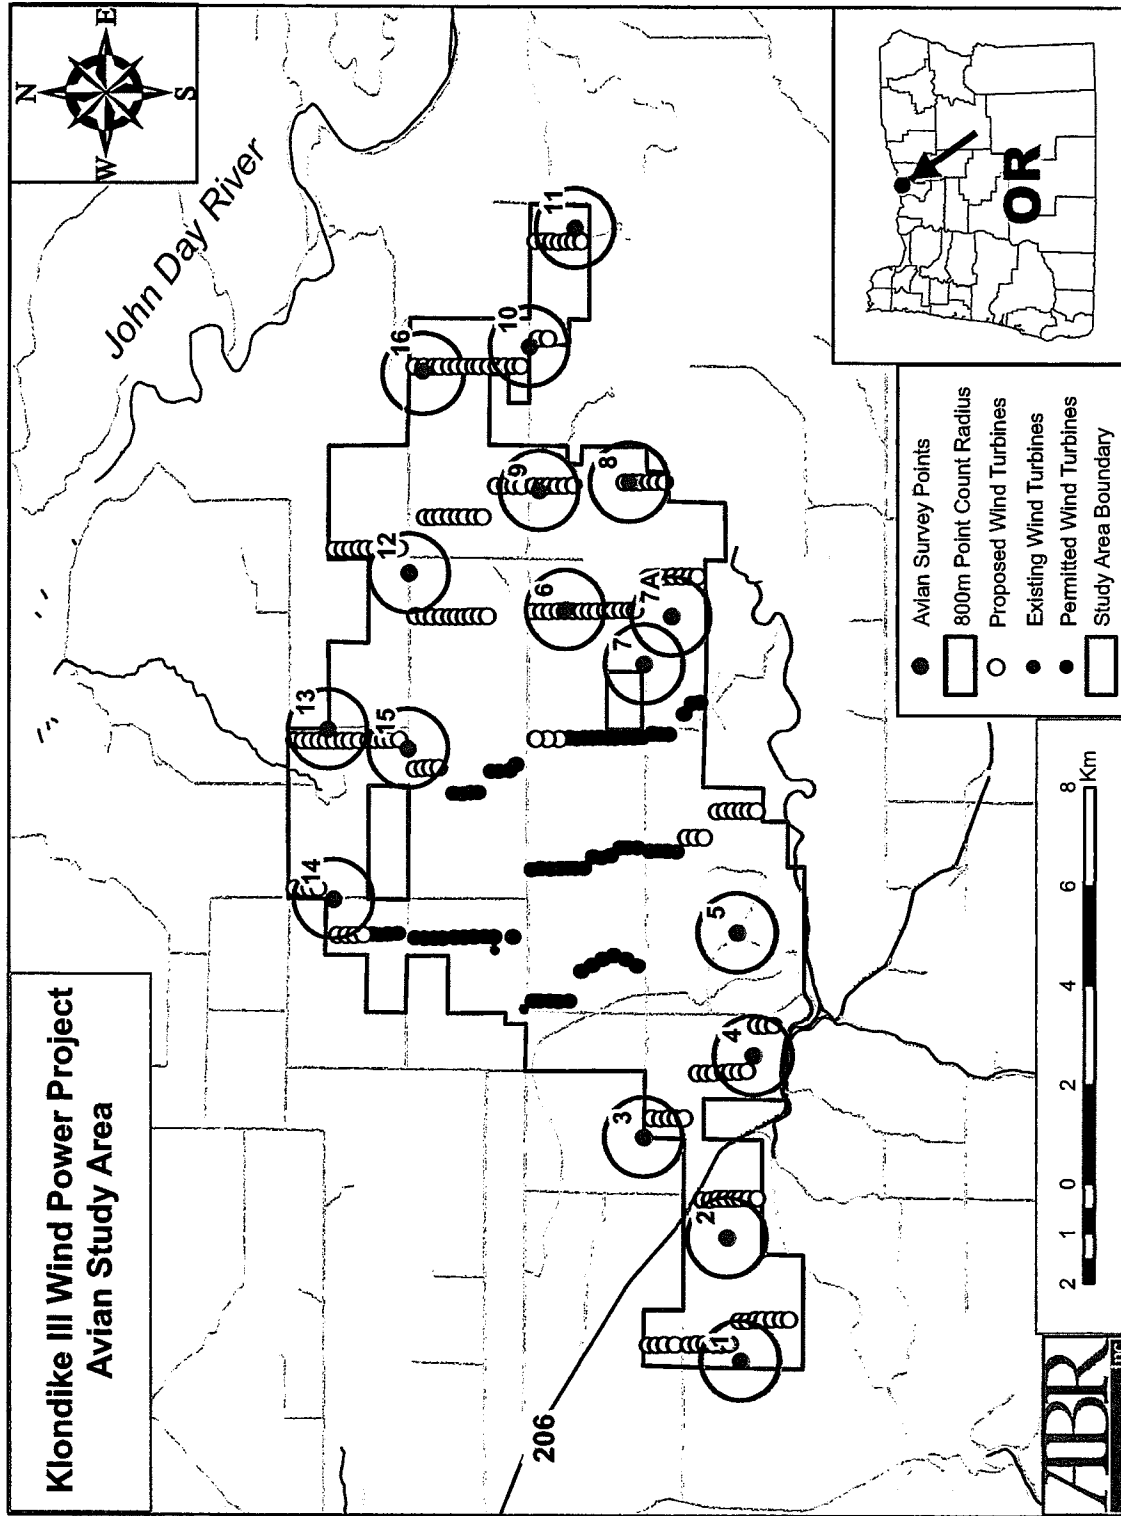 Klondike III Wind Power Project
Avian Study Area
N
W
E
S
John Day River
14
13
15
12
16
10
11
9
8
6
7
7A
3
4
5
2
1
206
Avian Survey Points
800m Point Count Radius
Proposed Wind Turbines
Existing Wind Turbines
Permitted Wind Turbines
Study Area Boundary
OR
2 1 0 2 4 6 8
Km
ABR
Inc